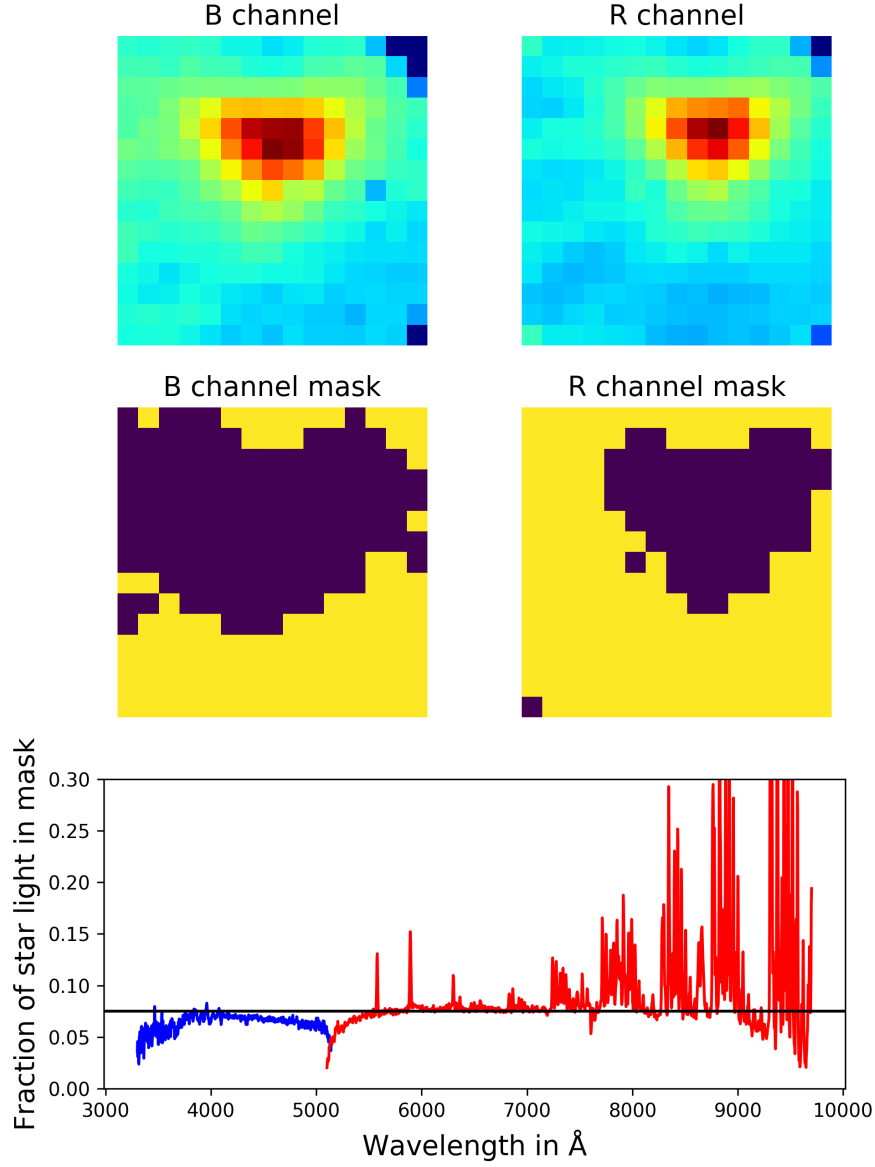 B channel
R channel
B channel mask
R channel mask
Fraction of star light in mask
0.30
0.25
0.20
0.15
0.10
0.05
0.00
3000 4000 5000 6000 7000 8000 9000 10000
Wavelength in Å